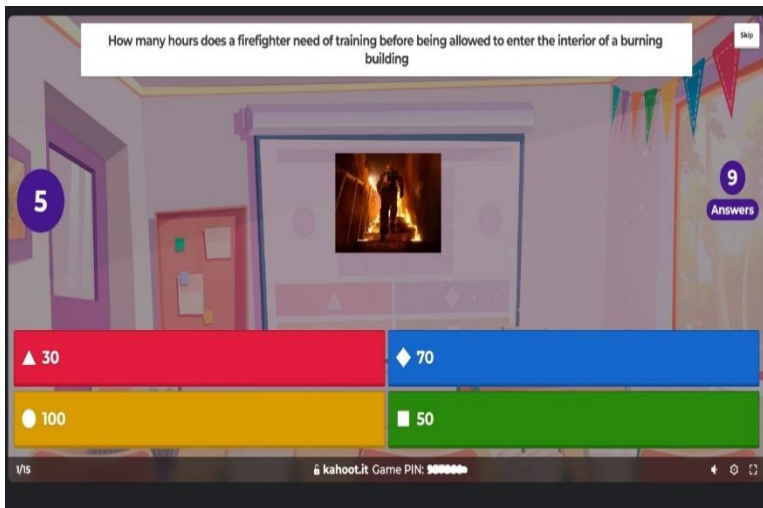 How many hours does a firefighter need of training before being allowed to enter the interior of a burning
building
Skip
5
9
Answers
30
70
100
50
1/15
kahoot.it Game PIN: